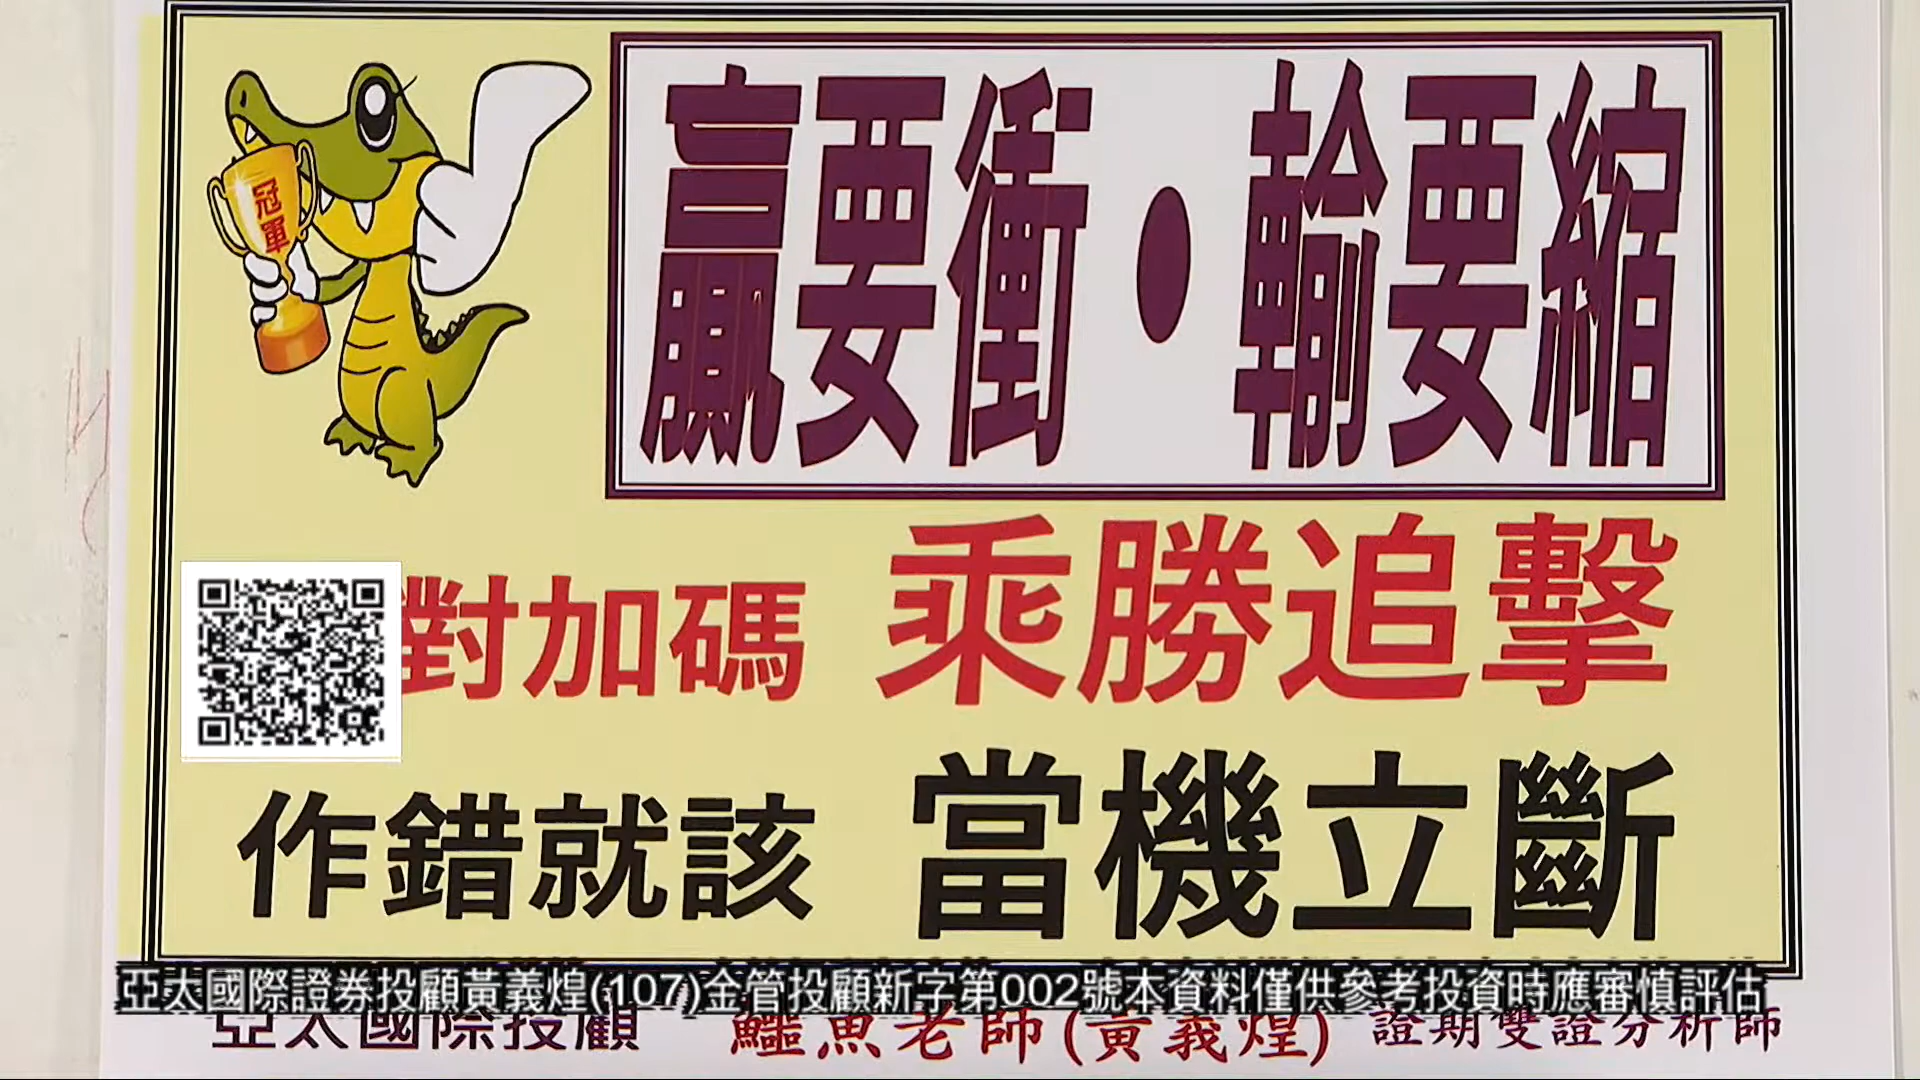 冠軍
贏要衝•輸要縮
對加碼 乘勝追擊
作錯就該 當機立斷
亞太國際證券投顧黃義煌(107)金管投顧新字第002號本資料僅供參考投資時應審慎評估
亞太國際投顧 鱷魚老師(黃義煌) 證期雙證分析師